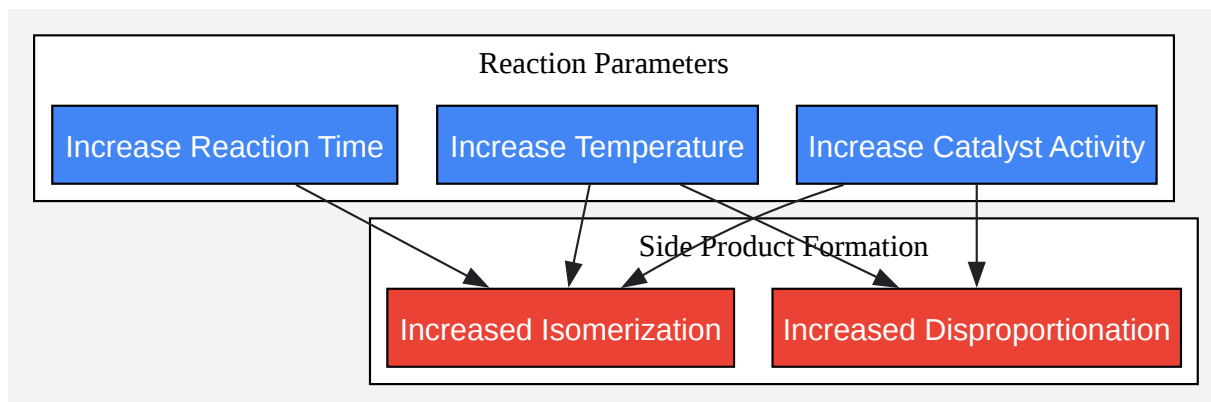 Reaction Parameters
Increase Reaction Time
Increase Temperature
Increase Catalyst Activity
Side Product Formation
Increased Isomerization
Increased Disproportionation